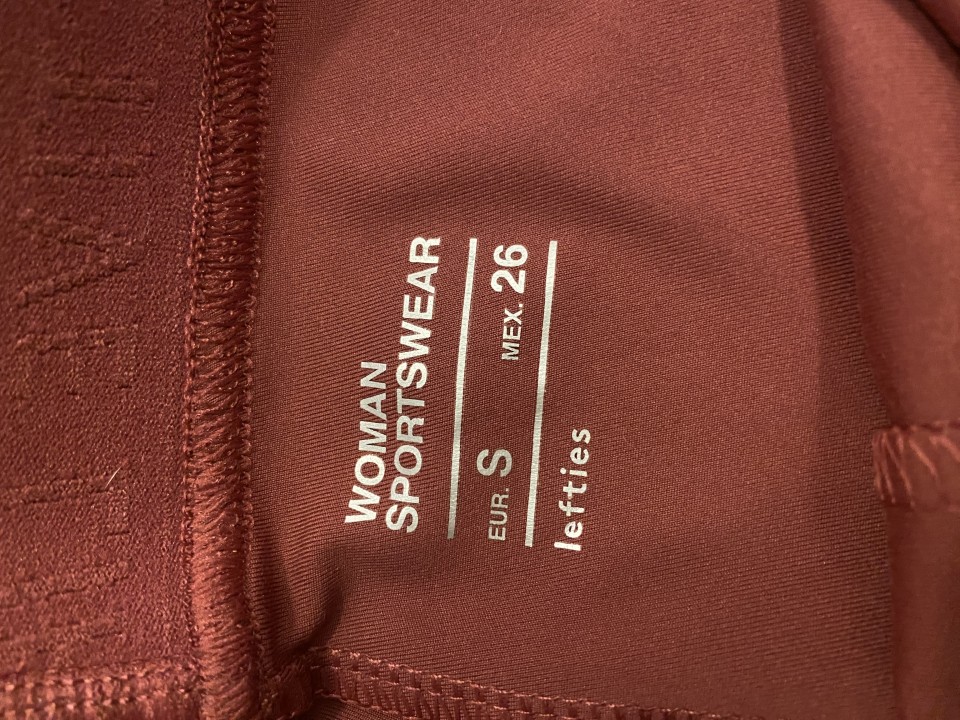 WOMAN
SPORTSWEAR
EUR. S MEX. 26
lefties